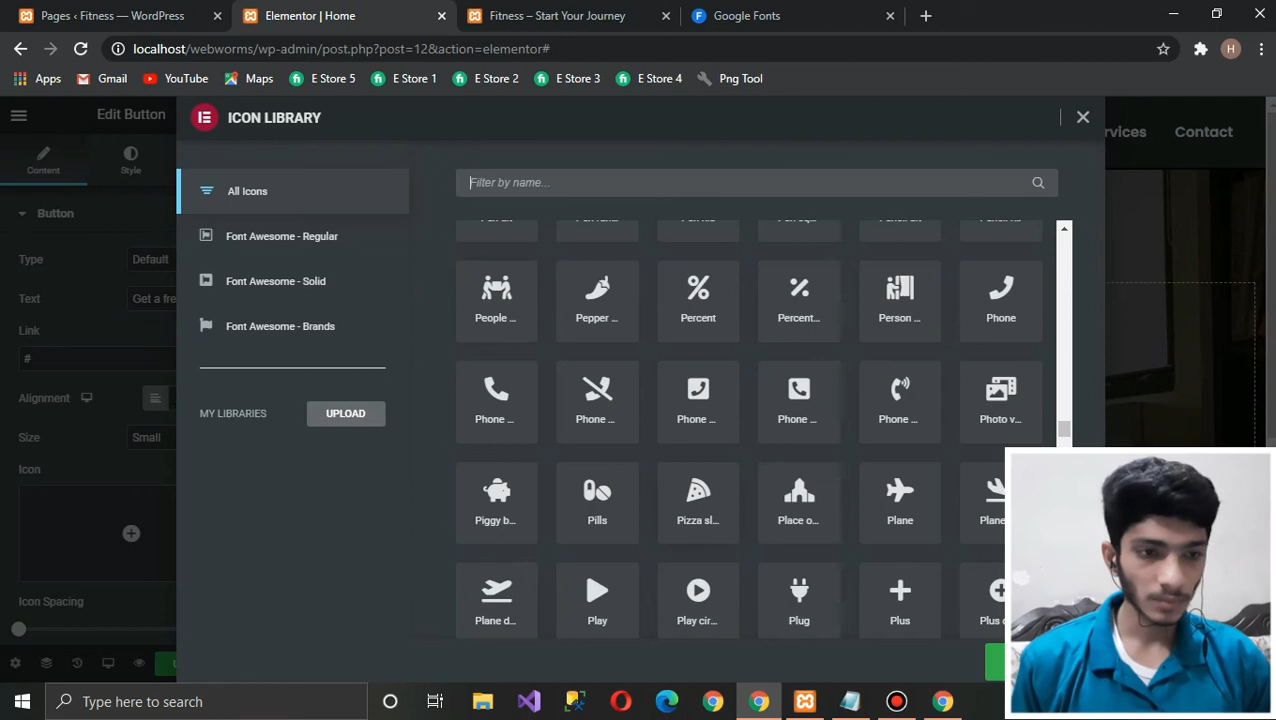 Pages ‹ Fitness — WordPress
Elementor | Home
Fitness – Start Your Journey
Google Fonts
localhost/webworms/wp-admin/post.php?post=12&action=elementor#
H
Apps
Gmail
YouTube
Maps
E Store 5
E Store 1
E Store 2
E Store 3
E Store 4
Png Tool
Edit Button
ICON LIBRARY
Contact
Content
Style
All Icons
Filter by name...
Button
Font Awesome - Regular
Type
Default
Font Awesome - Solid
Text
Link
Font Awesome - Brands
#
Alignment
MY LIBRARIES
UPLOAD
Size
Small
Icon
Icon Spacing
People ...
Pepper ...
Percent
Percent...
Person ...
Phone
Phone ...
Phone ...
Phone ...
Phone ...
Phone ...
Photo v...
Piggy b...
Pills
Pizza sl...
Place o...
Plane
Plane d...
Play
Play cir...
Plug
Plus
Type here to search